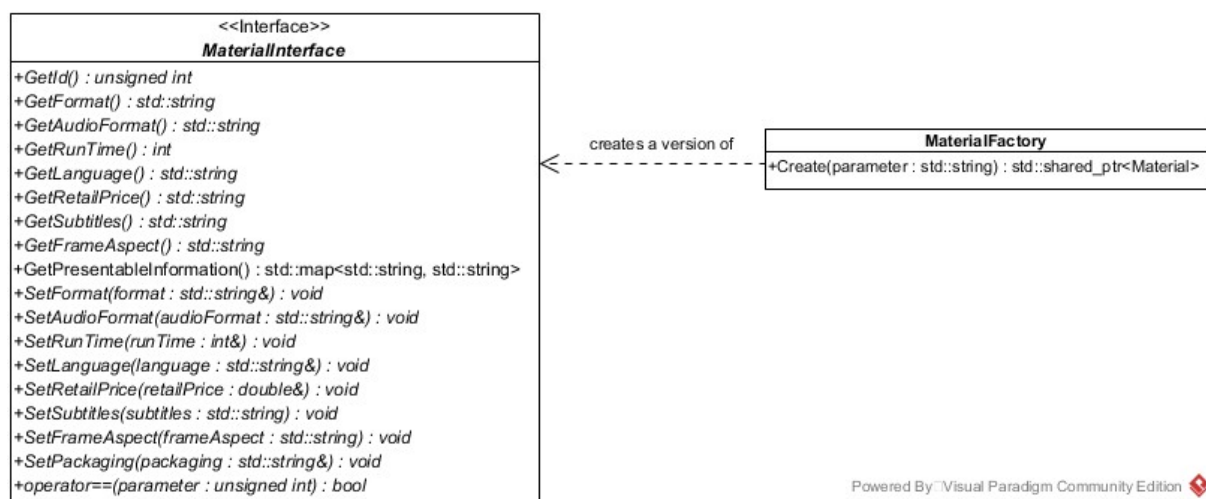 <<Interface>>
MaterialInterface
+GetId() : unsigned int
+GetFormat() : std::string
+GetAudioFormat() : std::string
+GetRunTime() : int
+GetLanguage() : std::string
+GetRetailPrice() : std::string
+GetSubtitles() : std::string
+GetFrameAspect() : std::string
+GetPresentableInformation() : std::map<std::string, std::string>
+SetFormat(format : std::string&) : void
+SetAudioFormat(audioFormat : std::string&) : void
+SetRunTime(runTime : int&) : void
+SetLanguage(language : std::string&) : void
+SetRetailPrice(retailPrice : double&) : void
+SetSubtitles(subtitles : std::string) : void
+SetFrameAspect(frameAspect : std::string) : void
+SetPackaging(packaging : std::string&) : void
+operator==(parameter : unsigned int) : bool
creates a version of
MaterialFactory
+Create(parameter : std::string) : std::shared_ptr<Material>
Powered By Visual Paradigm Community Edition